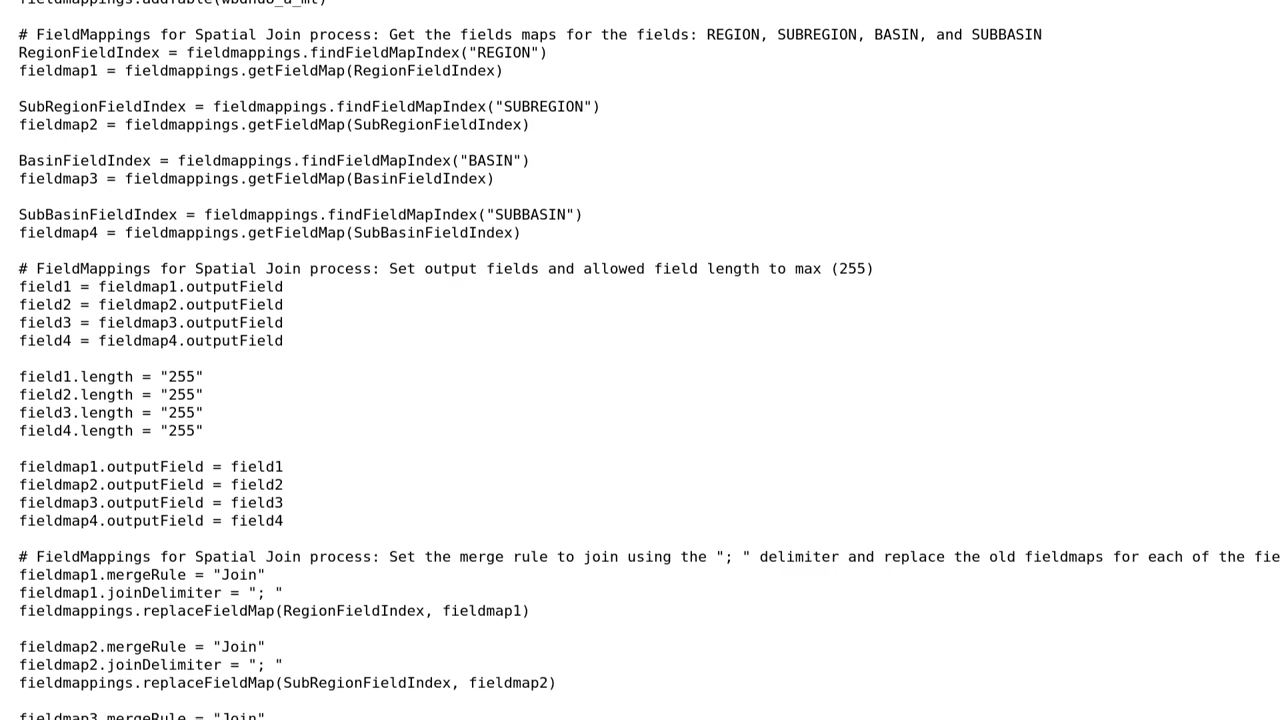 fieldmappings.addTable(wbdhu8_a_mt)
# FieldMappings for Spatial Join process: Get the fields maps for the fields: REGION, SUBREGION, BASIN, and SUBBASIN
RegionFieldIndex = fieldmappings.findFieldMapIndex("REGION")
fieldmap1 = fieldmappings.getFieldMap(RegionFieldIndex)
SubRegionFieldIndex = fieldmappings.findFieldMapIndex("SUBREGION")
fieldmap2 = fieldmappings.getFieldMap(SubRegionFieldIndex)
BasinFieldIndex = fieldmappings.findFieldMapIndex("BASIN")
fieldmap3 = fieldmappings.getFieldMap(BasinFieldIndex)
SubBasinFieldIndex = fieldmappings.findFieldMapIndex("SUBBASIN")
fieldmap4 = fieldmappings.getFieldMap(SubBasinFieldIndex)
# FieldMappings for Spatial Join process: Set output fields and allowed field length to max (255)
field1 = fieldmap1.outputField
field2 = fieldmap2.outputField
field3 = fieldmap3.outputField
field4 = fieldmap4.outputField
field1.length = "255"
field2.length = "255"
field3.length = "255"
field4.length = "255"
fieldmap1.outputField = field1
fieldmap2.outputField = field2
fieldmap3.outputField = field3
fieldmap4.outputField = field4
# FieldMappings for Spatial Join process: Set the merge rule to join using the "; " delimiter and replace the old fieldmaps for each of the fie
fieldmap1.mergeRule = "Join"
fieldmap1.joinDelimiter = "; "
fieldmappings.replaceFieldMap(RegionFieldIndex, fieldmap1)
fieldmap2.mergeRule = "Join"
fieldmap2.joinDelimiter = "; "
fieldmappings.replaceFieldMap(SubRegionFieldIndex, fieldmap2)
fieldmap3.mergeRule = "Join"